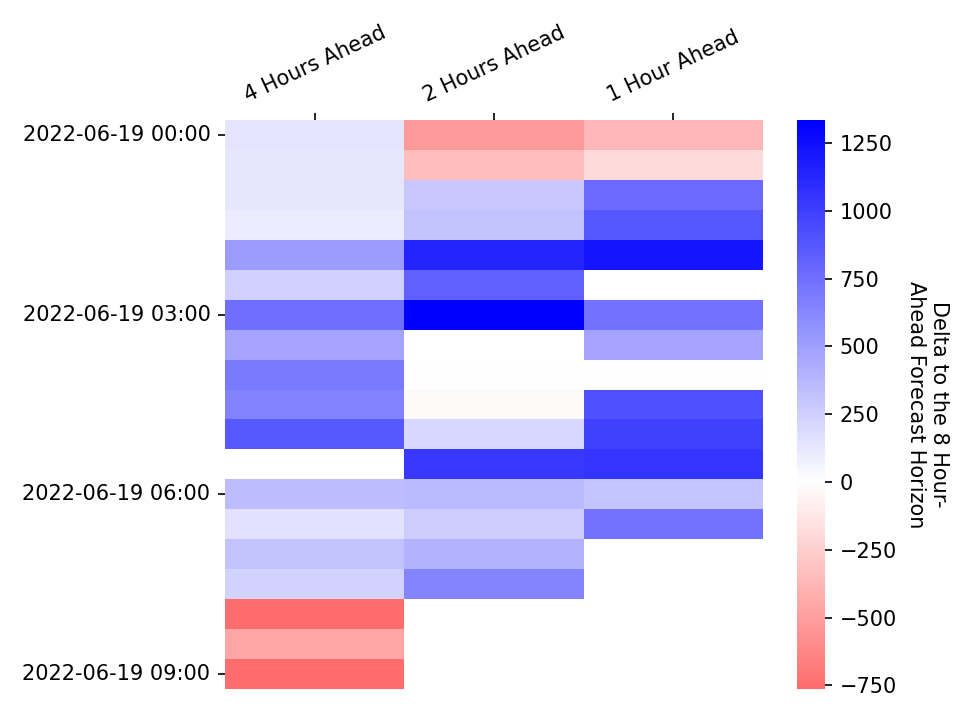 4 Hours Ahead
2 Hours Ahead
1 Hour Ahead
2022-06-19 00:00
2022-06-19 03:00
2022-06-19 06:00
2022-06-19 09:00
1250
1000
750
500
250
0
−250
−500
−750
Delta to the 8 Hour-
Ahead Forecast Horizon